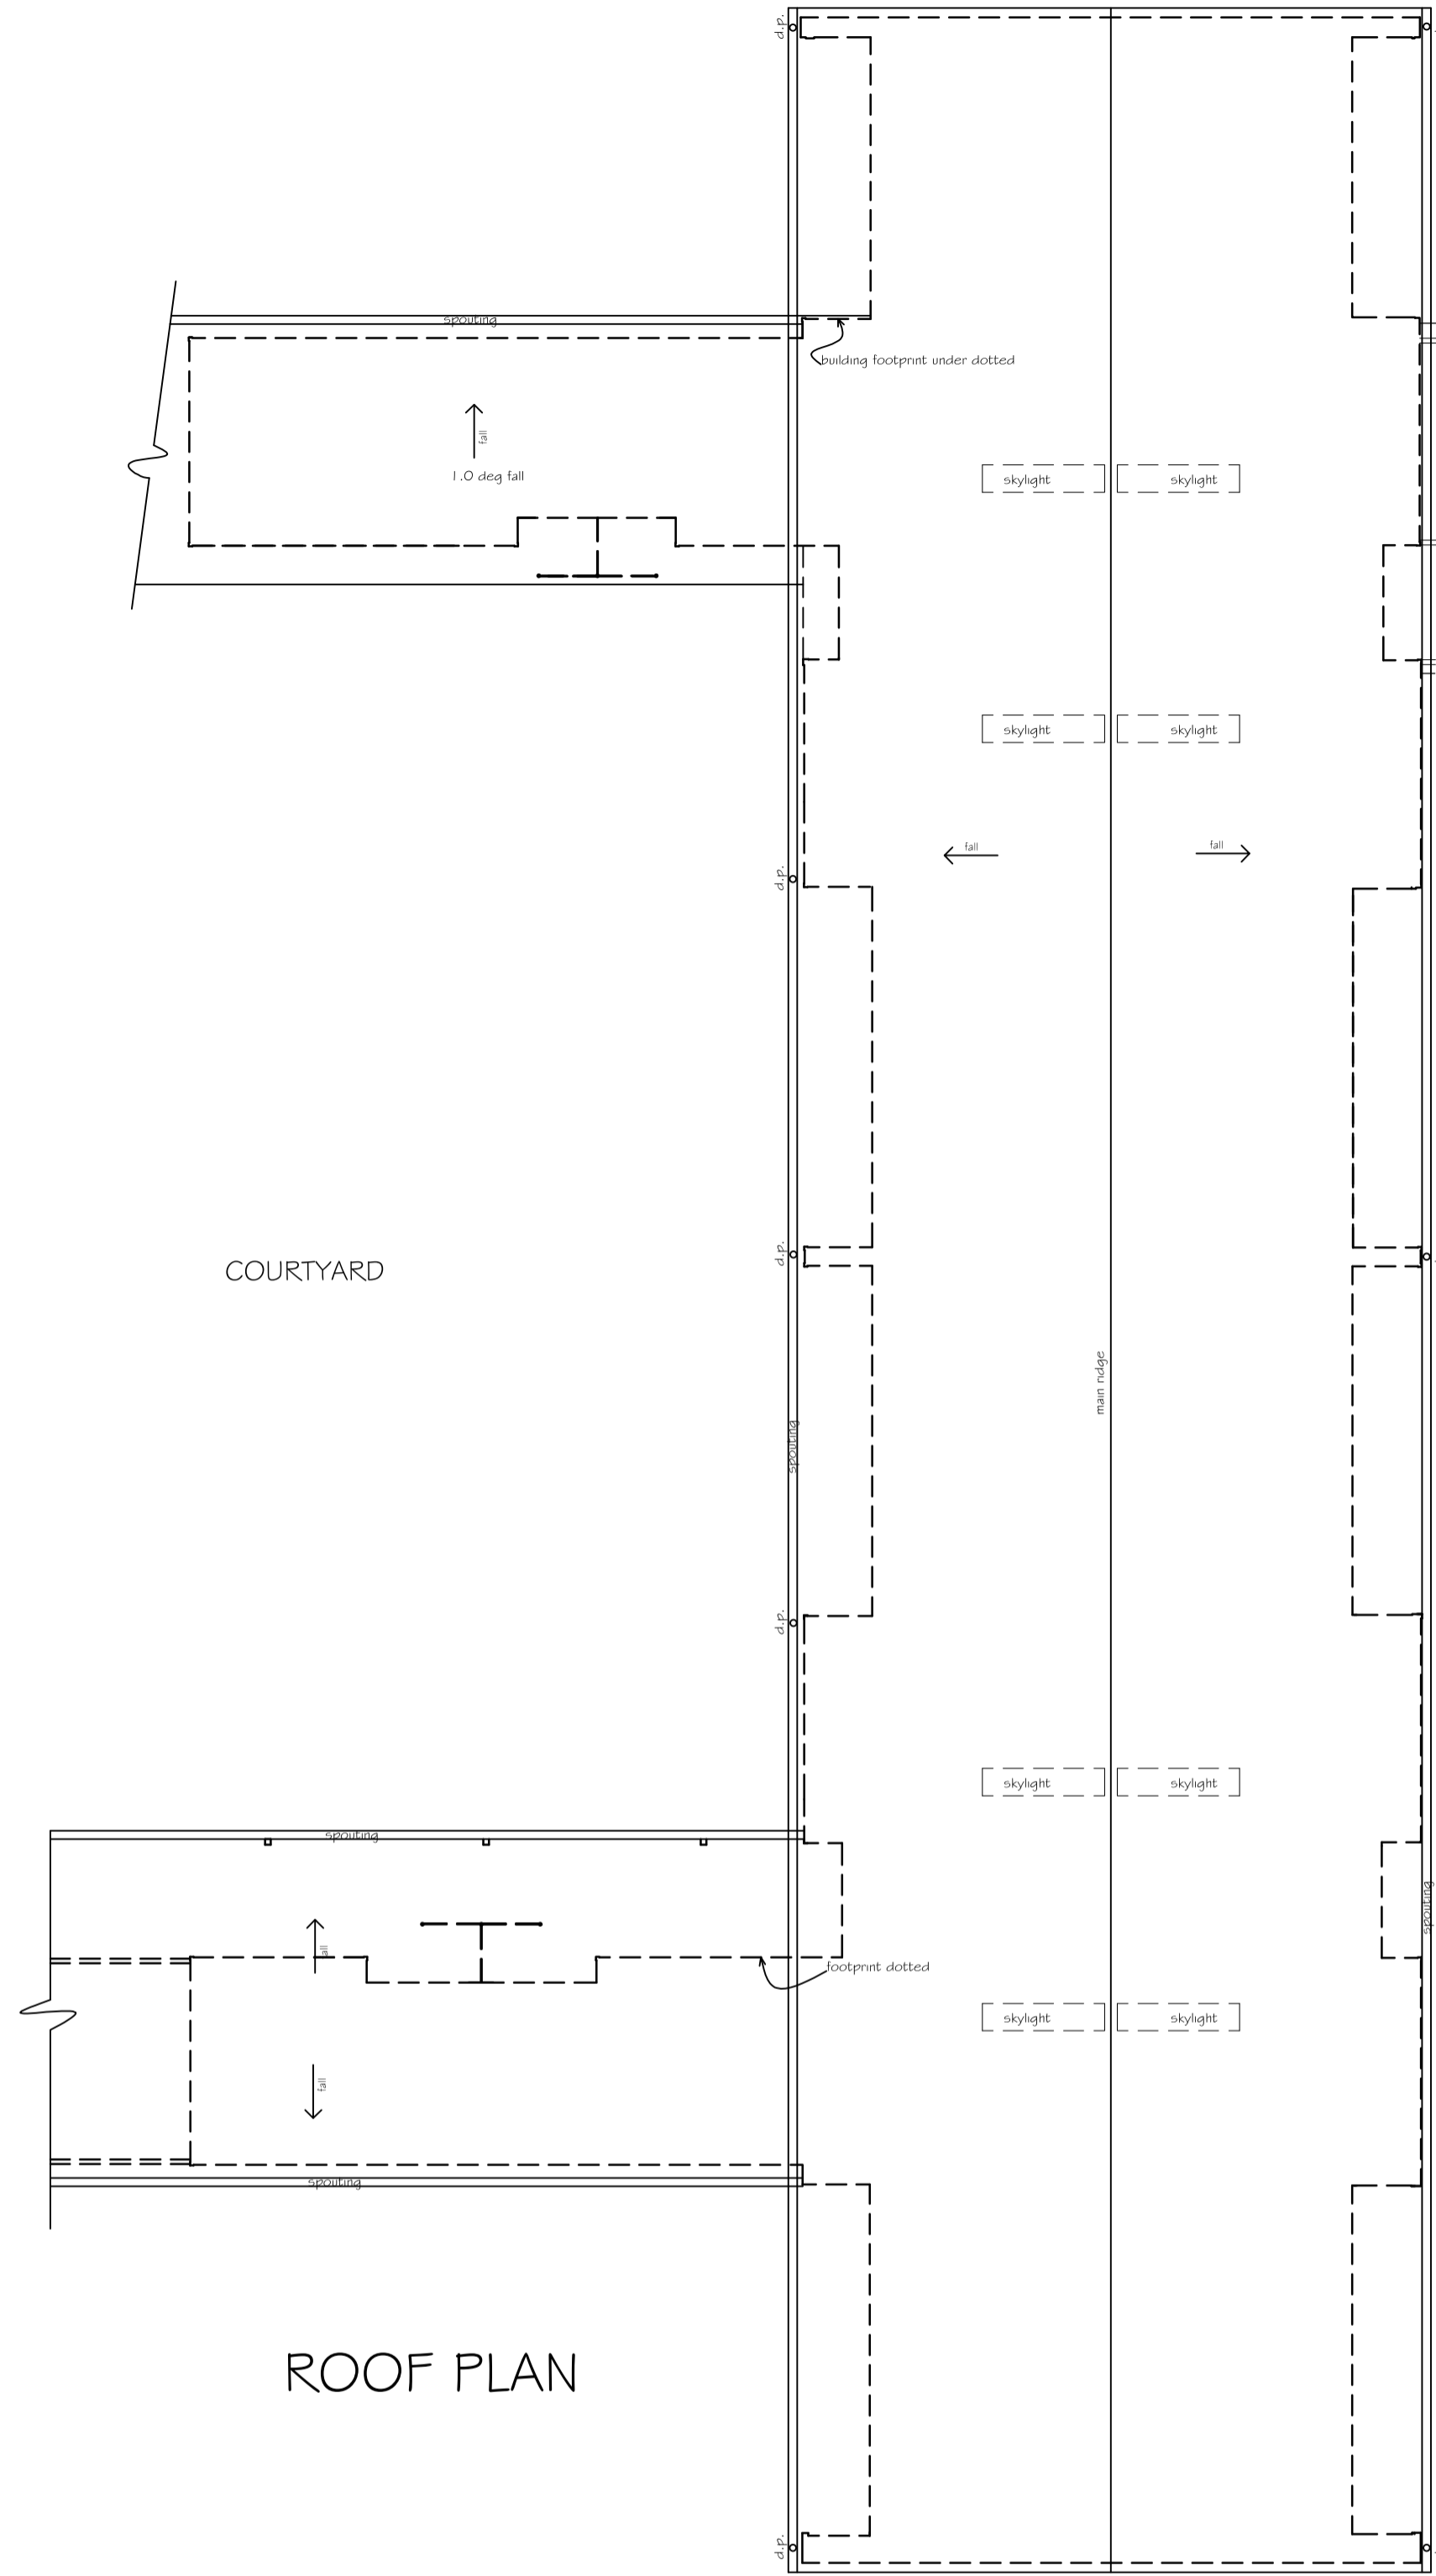 d.p.
spouting
building footprint under dotted
fall
1.0 deg fall
skylight
skylight
skylight
skylight
fall
fall
d.p.
d.p.
COURTYARD
main ridge
spouting
d.p.
skylight
skylight
spouting
spouting
fall
footprint dotted
skylight
skylight
fall
spouting
ROOF PLAN
d.p.